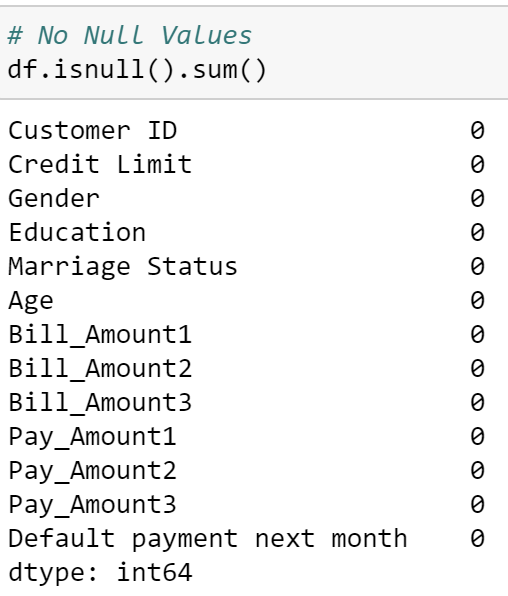 # No Null Values
df.isnull().sum()
Customer ID 0
Credit Limit 0
Gender 0
Education 0
Marriage Status 0
Age 0
Bill_Amount1 0
Bill_Amount2 0
Bill_Amount3 0
Pay_Amount1 0
Pay_Amount2 0
Pay_Amount3 0
Default payment next month 0
dtype: int64